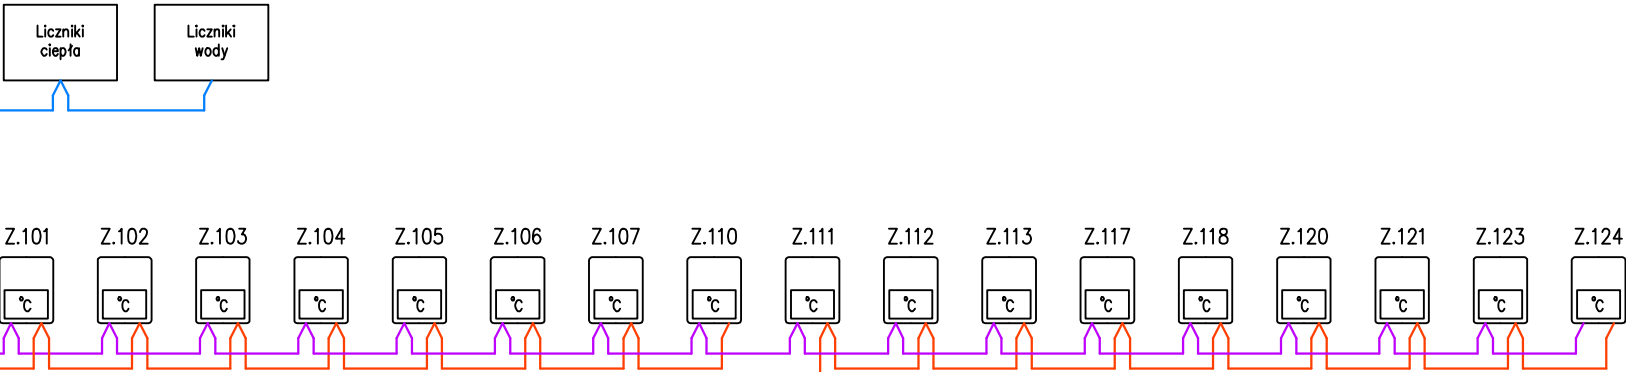 Liczniki
ciepła
Liczniki
wody
Z.101 Z.102 Z.103 Z.104 Z.105 Z.106 Z.107 Z.110 Z.111 Z.112 Z.113 Z.117 Z.118 Z.120 Z.121 Z.123 Z.124
°C °C °C °C °C °C °C °C °C °C °C °C °C °C °C °C °C